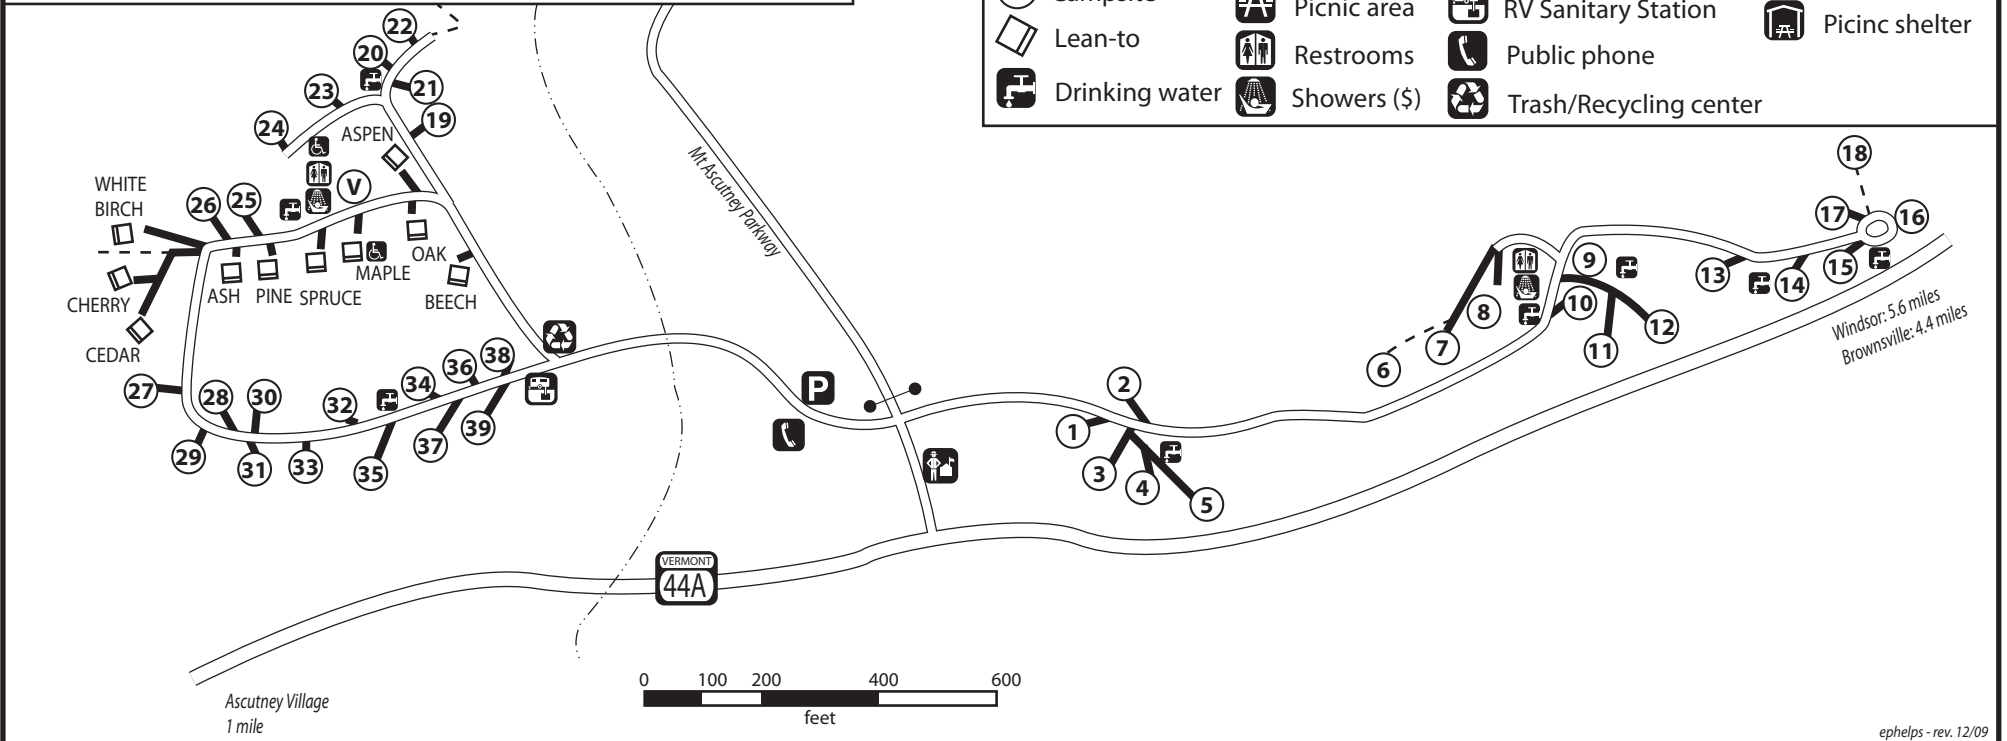 Campsite
Lean-to
Drinking water
Picnic area
Restrooms
Showers ($)
RV Sanitary Station
Public phone
Trash/Recycling center
Picinc shelter
22
20
21
23
19
24
ASPEN
WHITE
BIRCH
26
25
V
OAK
MAPLE
BEECH
ASH
PINE
SPRUCE
CHERRY
CEDAR
27
28
30
32
34
36
38
29
31
33
35
37
39
Mt Ascutney Parkway
P
1
2
3
4
5
6
7
8
9
10
11
12
13
14
15
16
17
18
Windsor: 5.6 miles
Brownsville: 4.4 miles
VERMONT
44A
Ascutney Village
1 mile
0 100 200 400 600
feet
ephelps - rev. 12/09